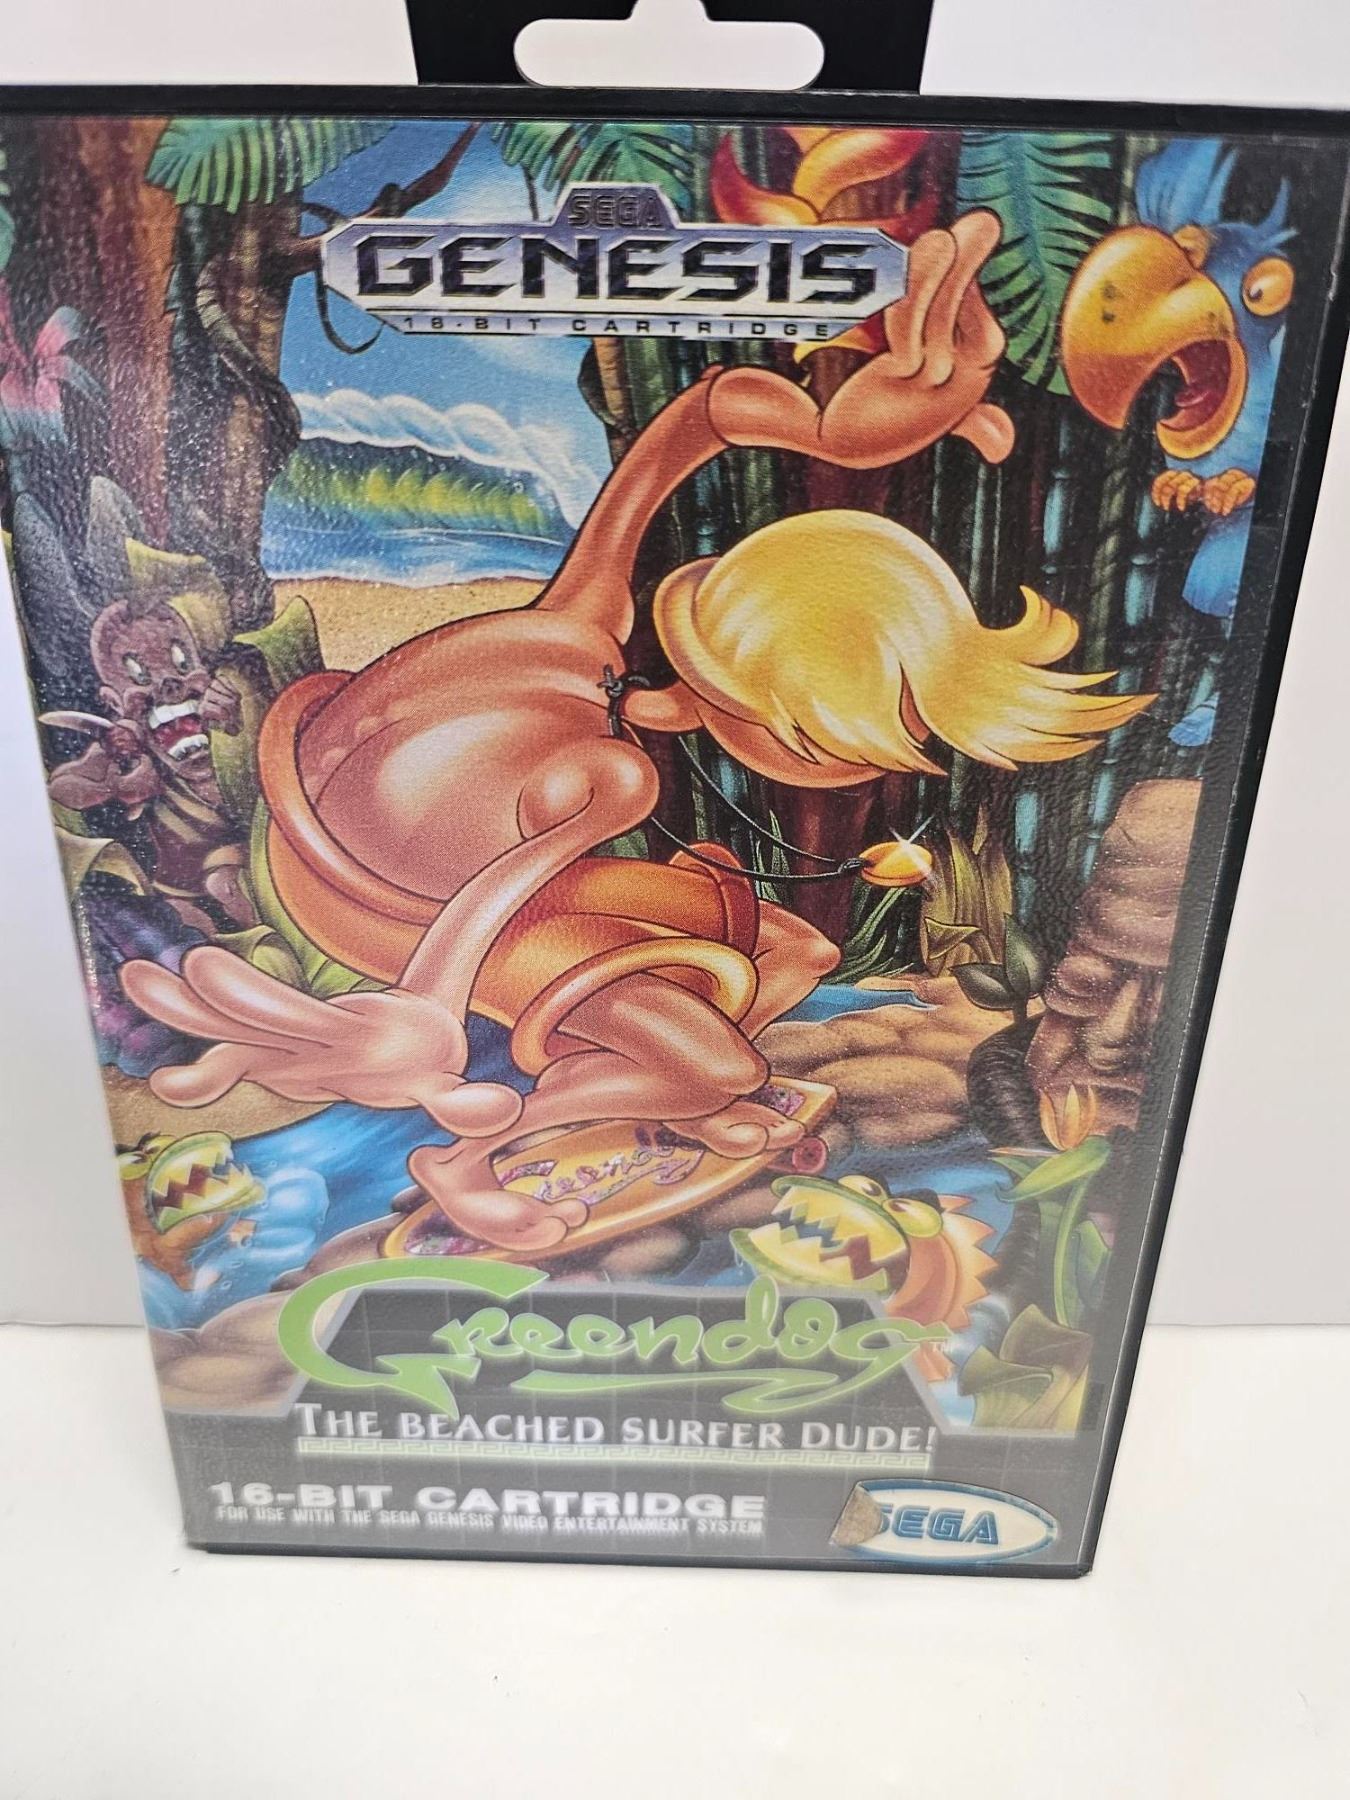 SEGA
GENESIS
16-BIT CARTRIDGE
Greendog
Greendog™
THE BEACHED SURFER DUDE!
16-BIT CARTRIDGE
FOR USE WITH THE SEGA GENESIS VIDEO ENTERTAINMENT SYSTEM
SEGA